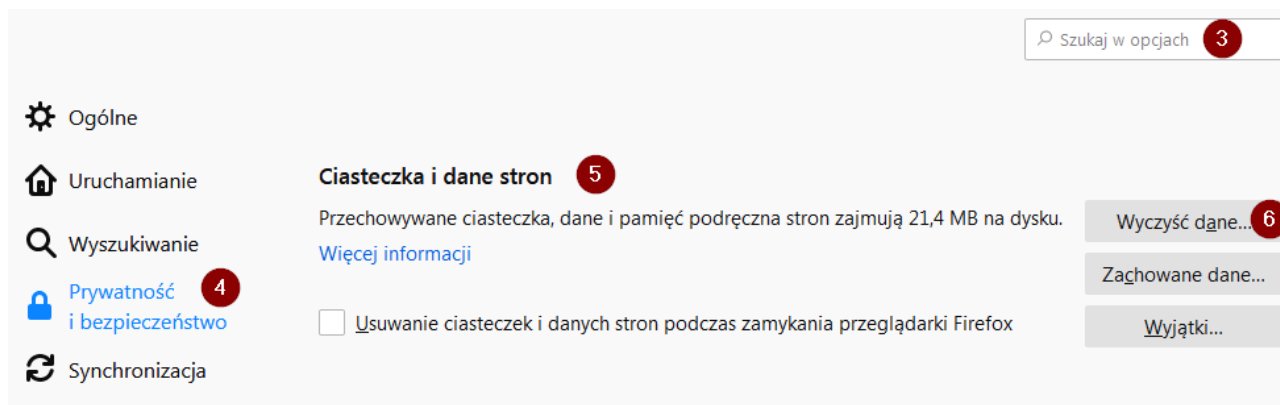 Szukaj w opcjach 3
Ogólne
Uruchamianie
Wyszukiwanie
Prywatność 4
i bezpieczeństwo
Synchronizacja
Ciasteczka i dane stron 5
Przechowywane ciasteczka, dane i pamięć podręczna stron zajmują 21,4 MB na dysku.
Więcej informacji
Usuwanie ciasteczek i danych stron podczas zamykania przeglądarki Firefox
Wyczyść dane... 6
Zachowane dane...
Wyjątki...